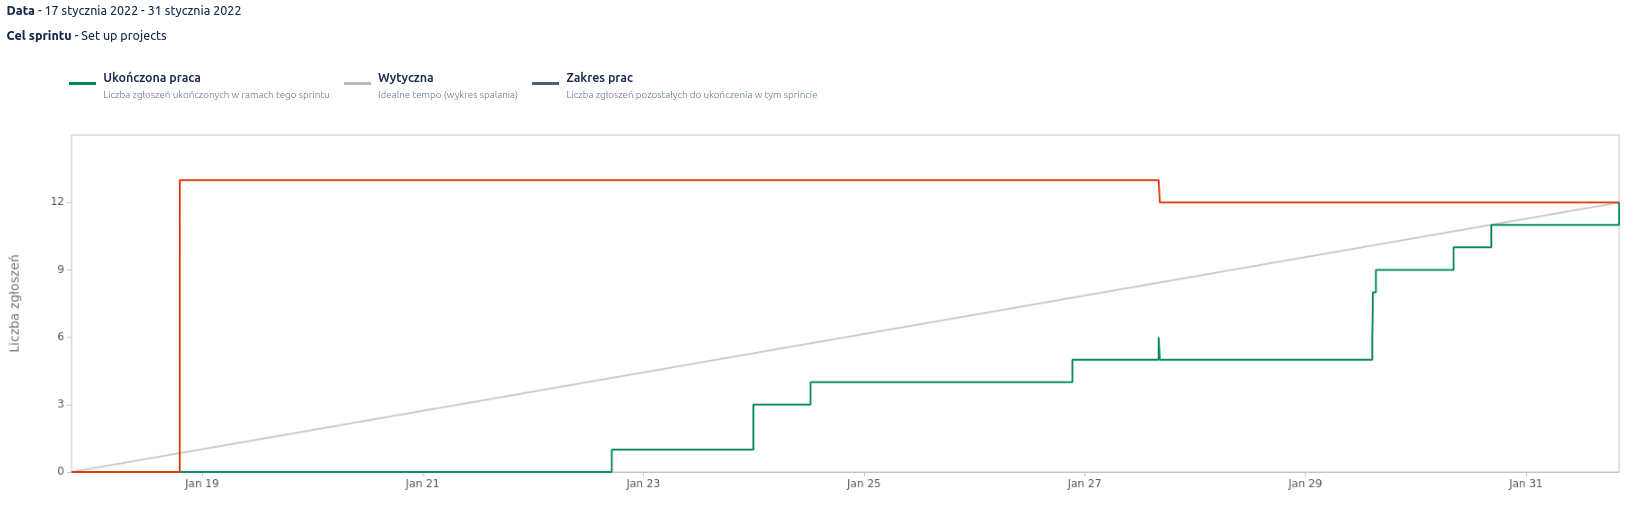 Data - 17 stycznia 2022 - 31 stycznia 2022
Cel sprintu - Set up projects
Ukończona praca
Liczba zgłoszeń ukończonych w ramach tego sprintu
Wytyczna
Idealne tempo (wykres spalania)
Zakres prac
Liczba zgłoszeń pozostałych do ukończenia w tym sprincie
Liczba zgłoszeń
12
9
6
3
0
Jan 19
Jan 21
Jan 23
Jan 25
Jan 27
Jan 29
Jan 31